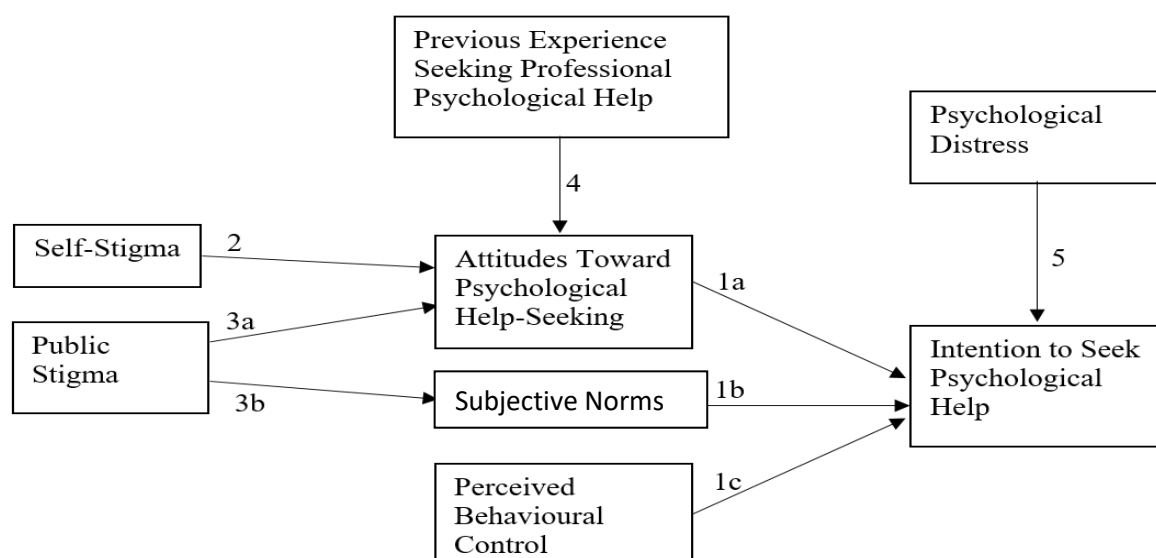 Previous Experience
Seeking Professional
Psychological Help
Psychological
Distress
4
Self-Stigma
2
Attitudes Toward
Psychological
Help-Seeking
5
1a
3a
Public
Stigma
Intention to Seek
Psychological
Help
3b
Subjective Norms
1b
1c
Perceived
Behavioural
Control